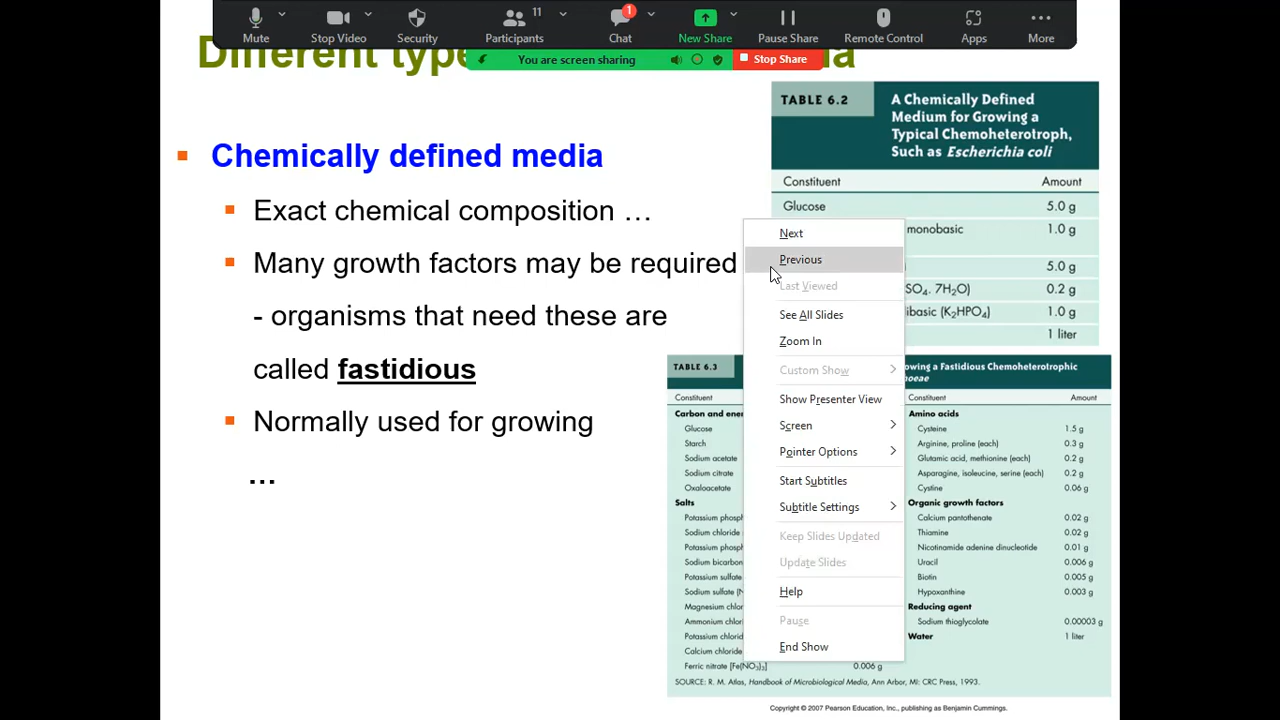 Mute
Stop Video
Security
Participants
11
Chat
1
New Share
Pause Share
Remote Control
Apps
More
You are screen sharing
Stop Share
Different
Chemically defined media
Exact chemical composition …
Many growth factors may be required
- organisms that need these are
called fastidious
Normally used for growing
…
TABLE 6.2
A Chemically Defined
Medium for Growing a
Typical Chemoheterotroph,
Such as Escherichia coli
Constituent Amount
Glucose 5.0 g
monobasic 1.0 g
5.0 g
SO₄. 7H₂O) 0.2 g
ibasic (K₂HPO₄) 1.0 g
1 liter
Next
Previous
Last Viewed
See All Slides
Zoom In
Custom Show
Show Presenter View
Screen
Pointer Options
Start Subtitles
Subtitle Settings
Keep Slides Updated
Update Slides
Help
Pause
End Show
TABLE 6.3
owing a Fastidious Chemoheterotrophic
hoeae
Constituent
Carbon and ener
Glucose
Starch
Sodium acetate
Sodium citrate
Oxaloacetate
Salts
Potassium phosp
Sodium chloride
Potassium phosp
Sodium bicarbon
Potassium sulfate
Sodium sulfate (N
Magnesium chlor
Ammonium chlor
Potassium chlorid
Calcium chloride
Ferric nitrate [Fe(NO₃)₃] 0.006 g
Constituent Amount
Amino acids
Cysteine 1.5 g
Arginine, proline (each) 0.3 g
Glutamic acid, methionine (each) 0.2 g
Asparagine, isoleucine, serine (each) 0.2 g
Cystine 0.06 g
Organic growth factors
Calcium pantothenate 0.02 g
Thiamine 0.02 g
Nicotinamide adenine dinucleotide 0.01 g
Uracil 0.006 g
Biotin 0.005 g
Hypoxanthine 0.003 g
Reducing agent
Sodium thioglycolate 0.00003 g
Water 1 liter
SOURCE: R. M. Atlas, Handbook of Microbiological Media, Ann Arbor, MI: CRC Press, 1993.
Copyright © 2007 Pearson Education, Inc., publishing as Benjamin Cummings.